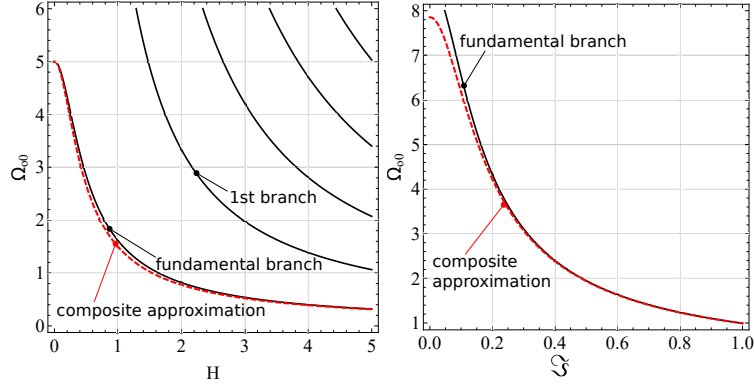 6
5
4
3
2
1
0
Ω₀₀
1st branch
fundamental branch
composite approximation
0 1 2 3 4 5
H
8
7
6
5
4
3
2
1
Ω₀₀
fundamental branch
composite
approximation
0.0 0.2 0.4 0.6 0.8 1.0
ℑ